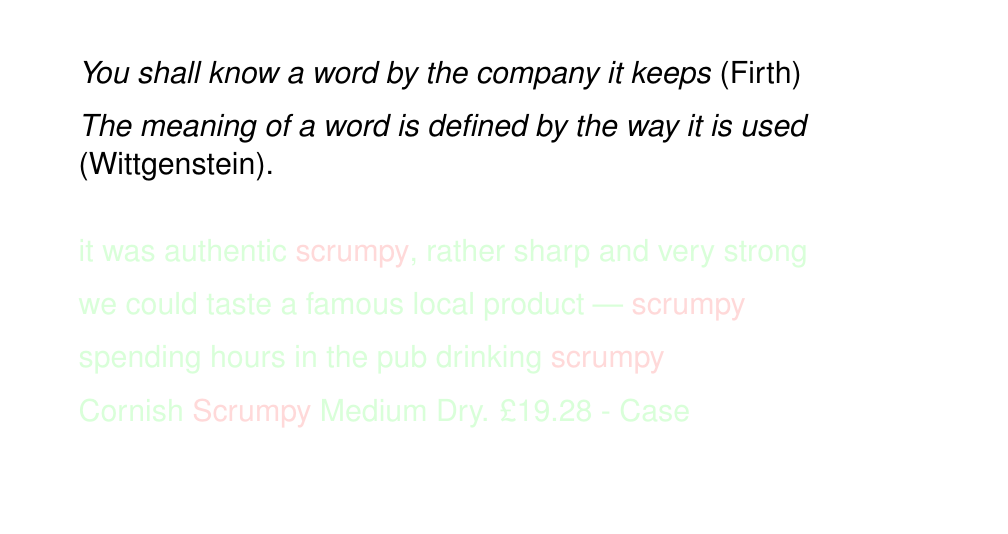 You shall know a word by the company it keeps (Firth)
The meaning of a word is defined by the way it is used
(Wittgenstein).
it was authentic scrumpy, rather sharp and very strong
we could taste a famous local product — scrumpy
spending hours in the pub drinking scrumpy
Cornish Scrumpy Medium Dry. £19.28 - Case